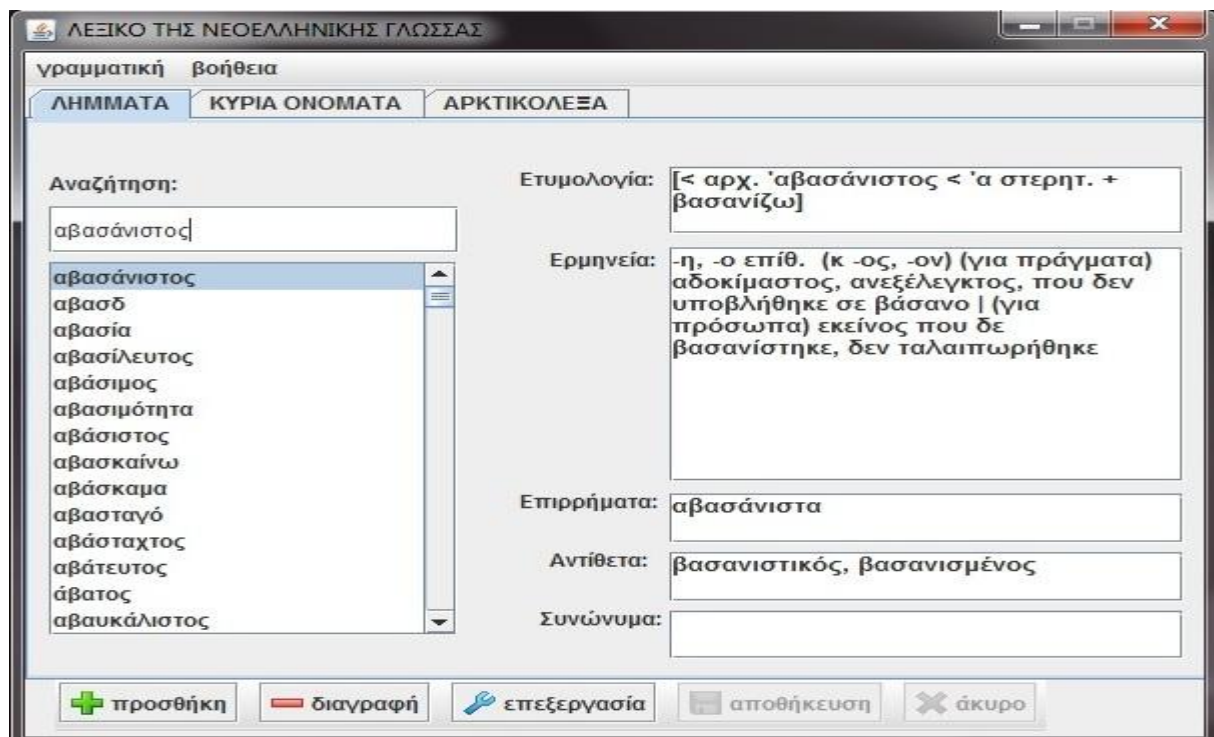 ΛΕΞΙΚΟ ΤΗΣ ΝΕΟΕΛΛΗΝΙΚΗΣ ΓΛΩΣΣΑΣ
γραμματική βοήθεια
ΛΗΜΜΑΤΑ ΚΥΡΙΑ ΟΝΟΜΑΤΑ ΑΡΚΤΙΚΟΛΕΞΑ
Αναζήτηση:
αβασάνιστος
αβασάνιστος
αβασδ
αβασία
αβασίλευτος
αβάσιμος
αβασιμότητα
αβάσιστος
αβασκαίνω
αβάσκαμα
αβασταγό
αβάσταχτος
αβάτευτος
άβατος
αβαυκάλιστος
Ετυμολογία:
[< αρχ. 'αβασάνιστος < 'α στερητ. +
βασανίζω]
Ερμηνεία:
-η, -ο επίθ. (κ -ος, -ον) (για πράγματα)
αδοκίμαστος, ανεξέλεγκτος, που δεν
υποβλήθηκε σε βάσανο | (για
πρόσωπα) εκείνος που δε
βασανίστηκε, δεν ταλαιπωρήθηκε
Επιρρήματα:
αβασάνιστα
Αντίθετα:
βασανιστικός, βασανισμένος
Συνώνυμα:
προσθήκη διαγραφή επεξεργασία αποθήκευση άκυρο